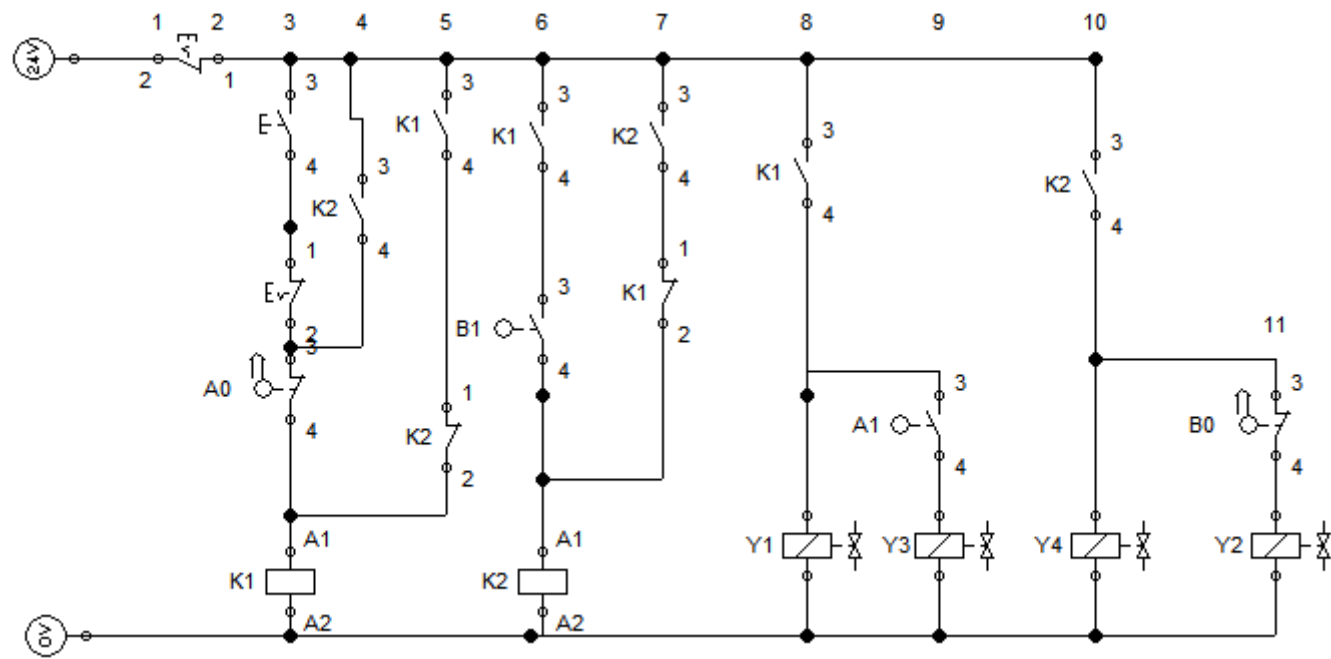 1 2 3 4 5 6 7 8 9 10
24V
2 1
3 3 3 3 3 3
K1 K1 K2 K1 K2
4 3 4 4 4 4 4
K2
4
1 1
K1
2 2
3 3
B1 11
A0 4
4 3 3
1 A1 B0
K2 4 4
2
A1 A1
Y1 Y3 Y4 Y2
K1 K2
A2 A2
0V